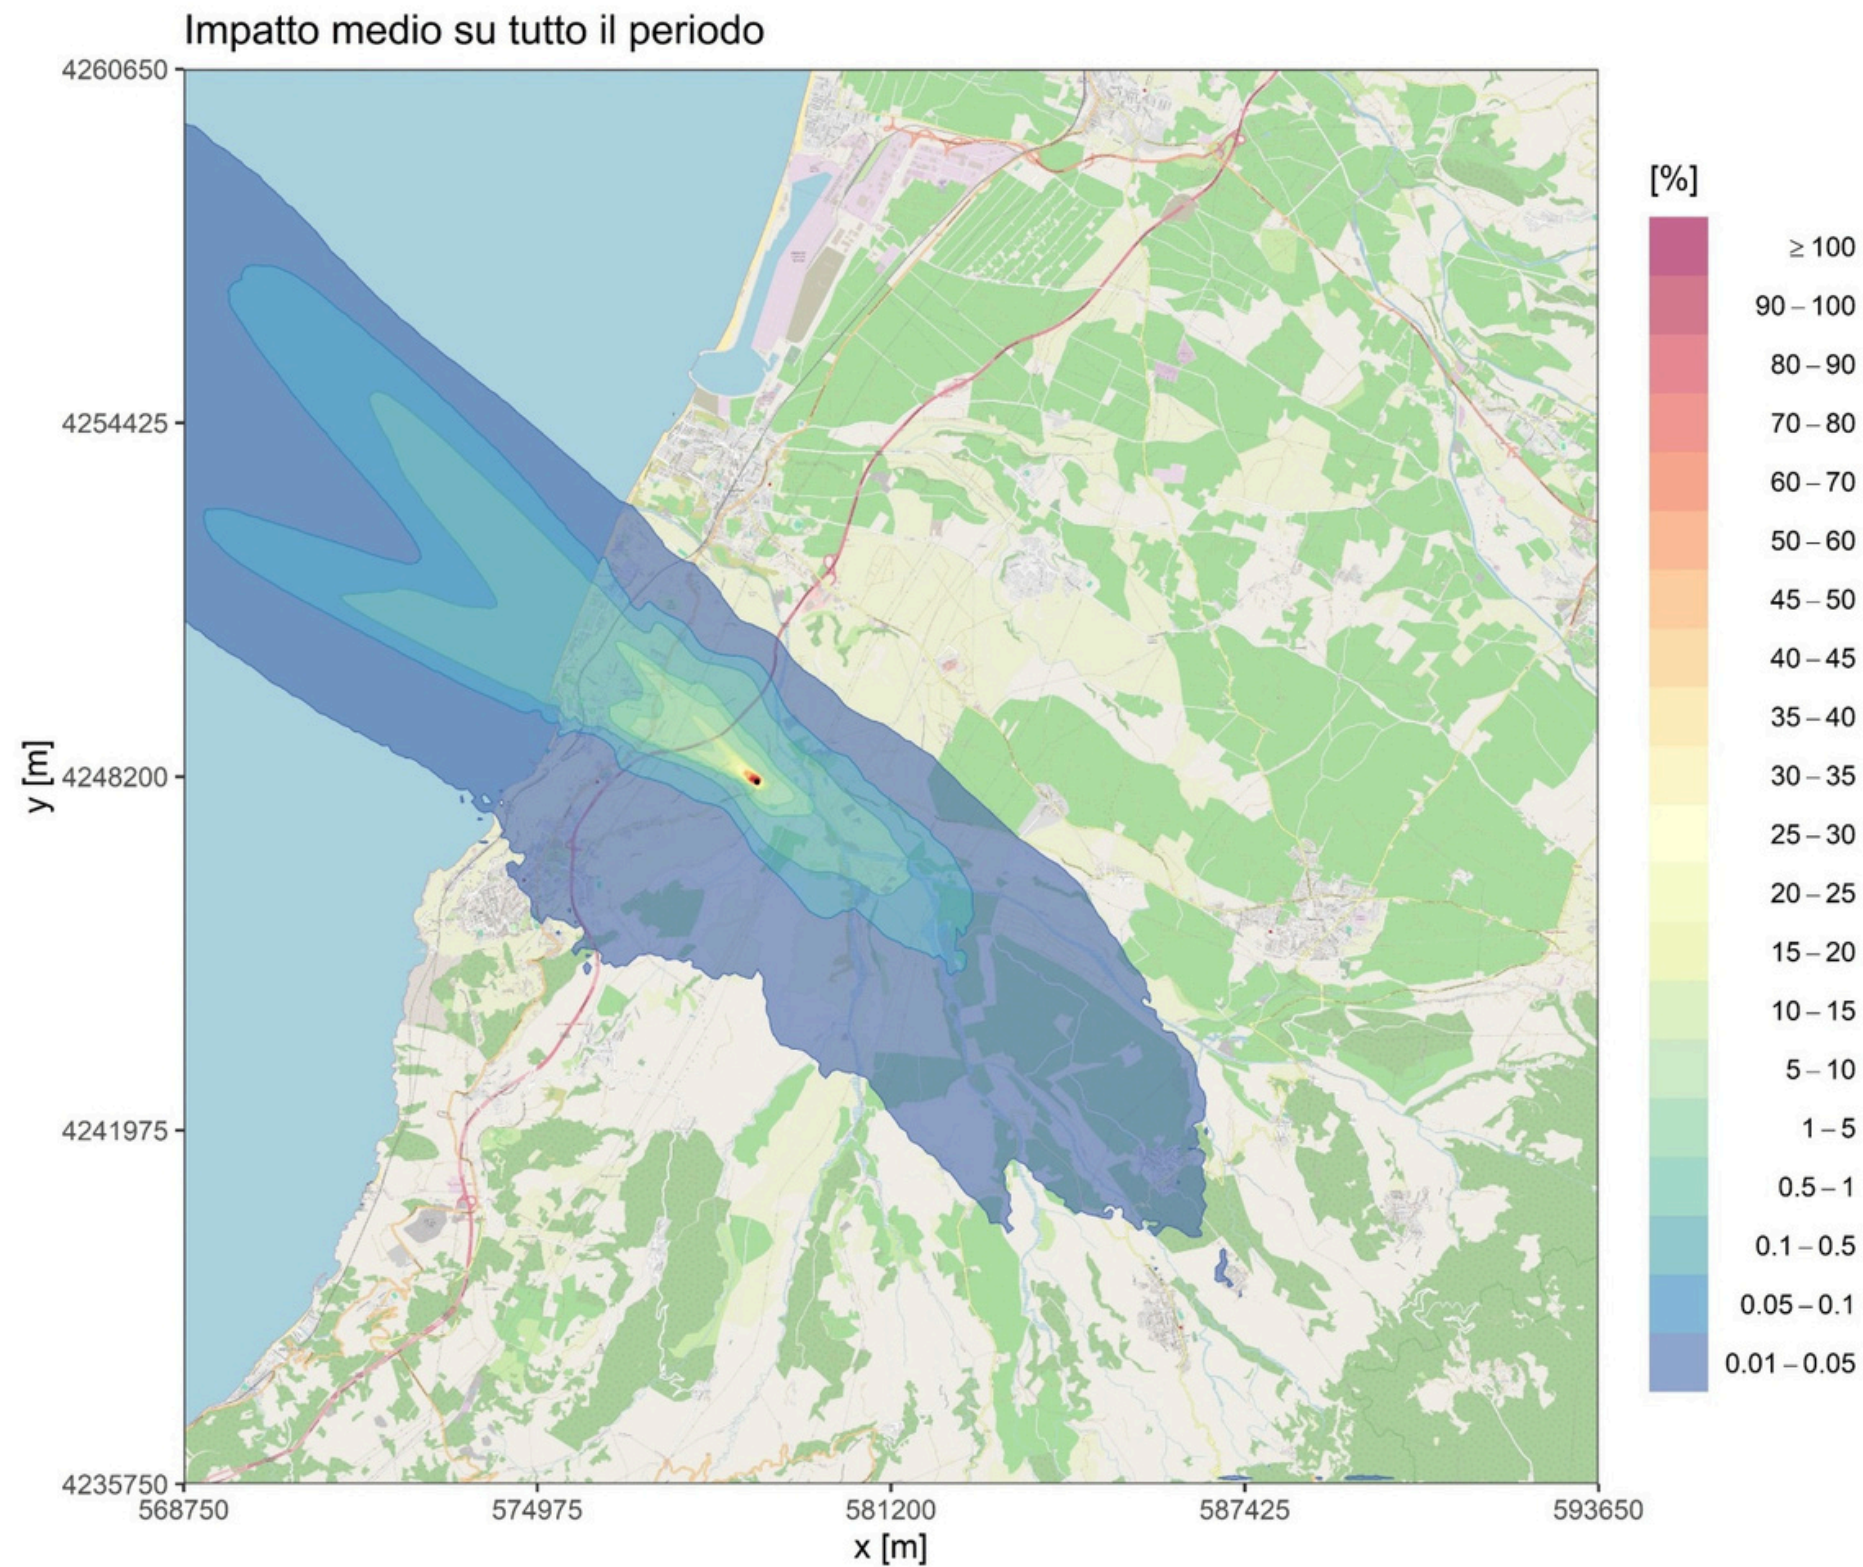 Impatto medio su tutto il periodo
4260650
4254425
4248200
4241975
4235750
y [m]
568750
574975
581200
587425
593650
x [m]
[%]
≥ 100
90 – 100
80 – 90
70 – 80
60 – 70
50 – 60
45 – 50
40 – 45
35 – 40
30 – 35
25 – 30
20 – 25
15 – 20
10 – 15
5 – 10
1 – 5
0.5 – 1
0.1 – 0.5
0.05 – 0.1
0.01 – 0.05